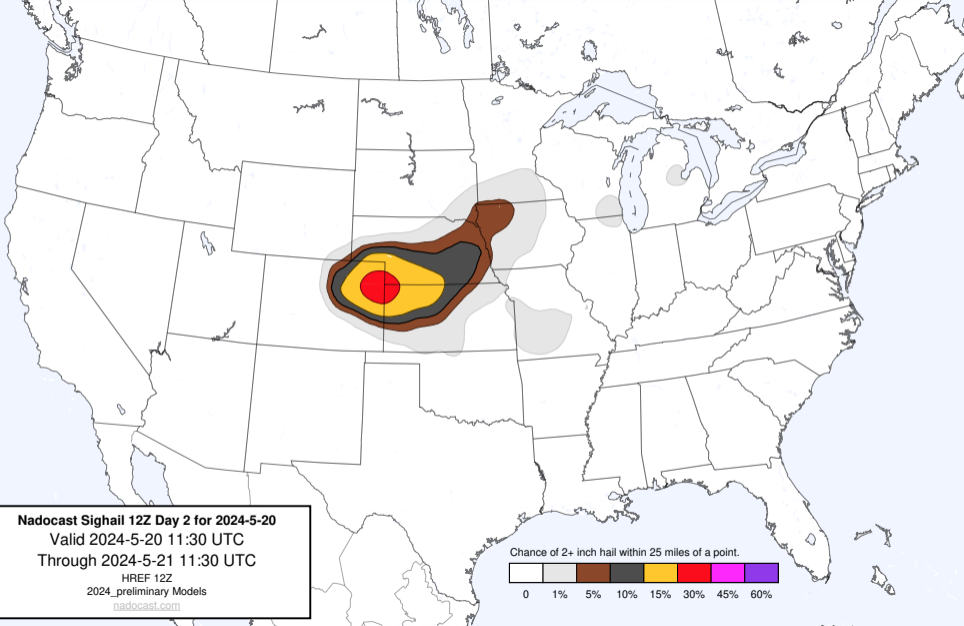 Nadocast Sighail 12Z Day 2 for 2024-5-20
Valid 2024-5-20 11:30 UTC
Through 2024-5-21 11:30 UTC
HREF 12Z
2024_preliminary Models
nadocast.com
Chance of 2+ inch hail within 25 miles of a point.
0 1% 5% 10% 15% 30% 45% 60%